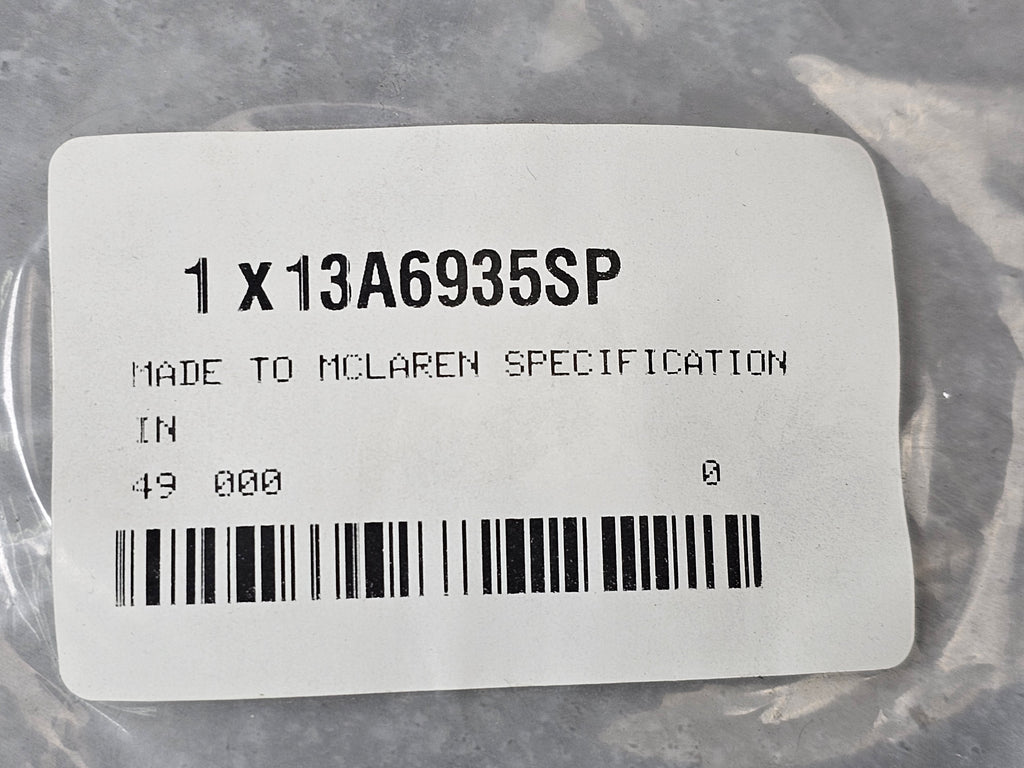 1 x 13A6935SP
MADE TO MCLAREN SPECIFICATION
IN
49 000 0